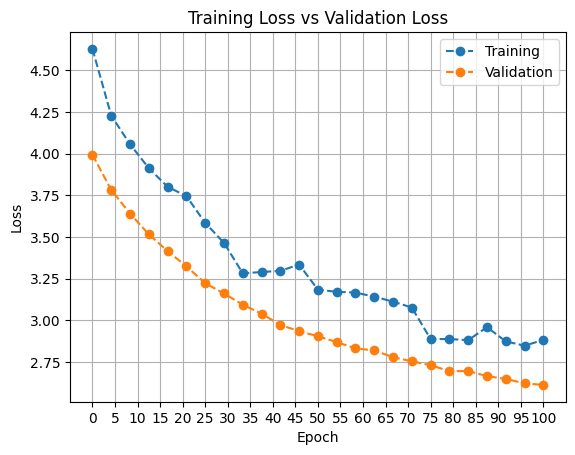 Training Loss vs Validation Loss
Training
Validation
4.50
4.25
4.00
3.75
3.50
3.25
3.00
2.75
Loss
0 5 10 15 20 25 30 35 40 45 50 55 60 65 70 75 80 85 90 95 100
Epoch